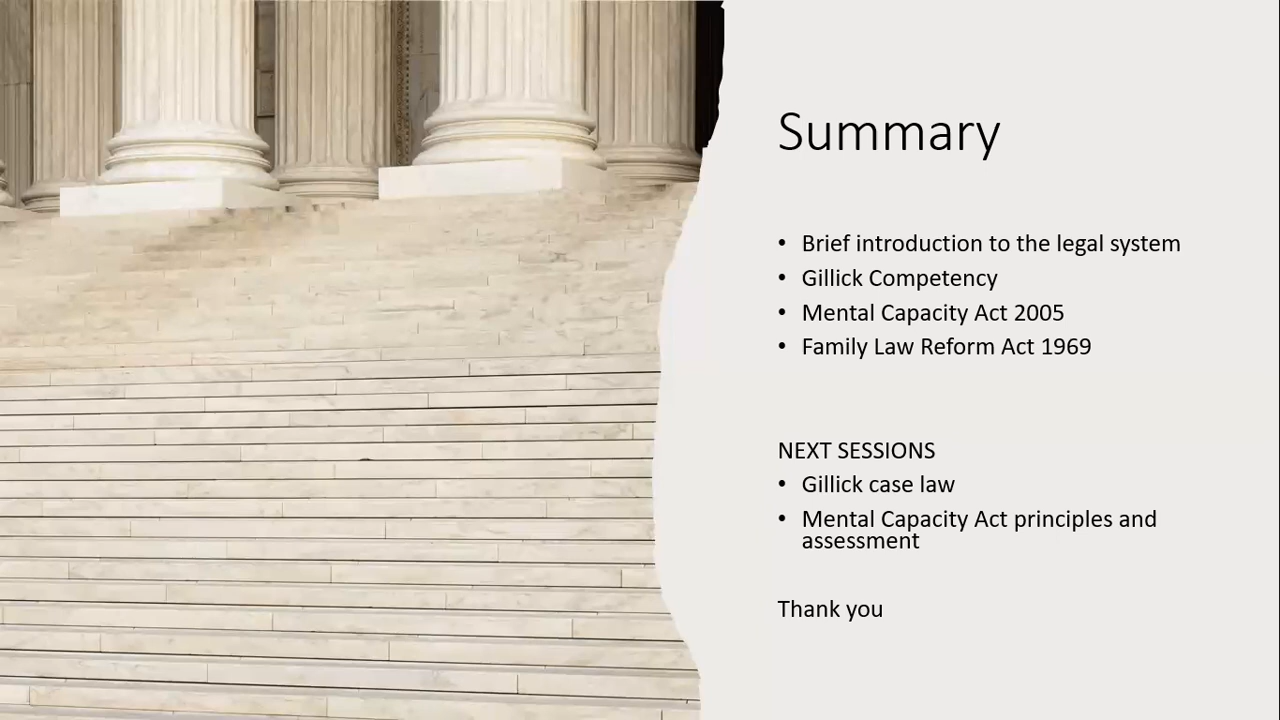 Summary
• Brief introduction to the legal system
• Gillick Competency
• Mental Capacity Act 2005
• Family Law Reform Act 1969
NEXT SESSIONS
• Gillick case law
• Mental Capacity Act principles and
assessment
Thank you